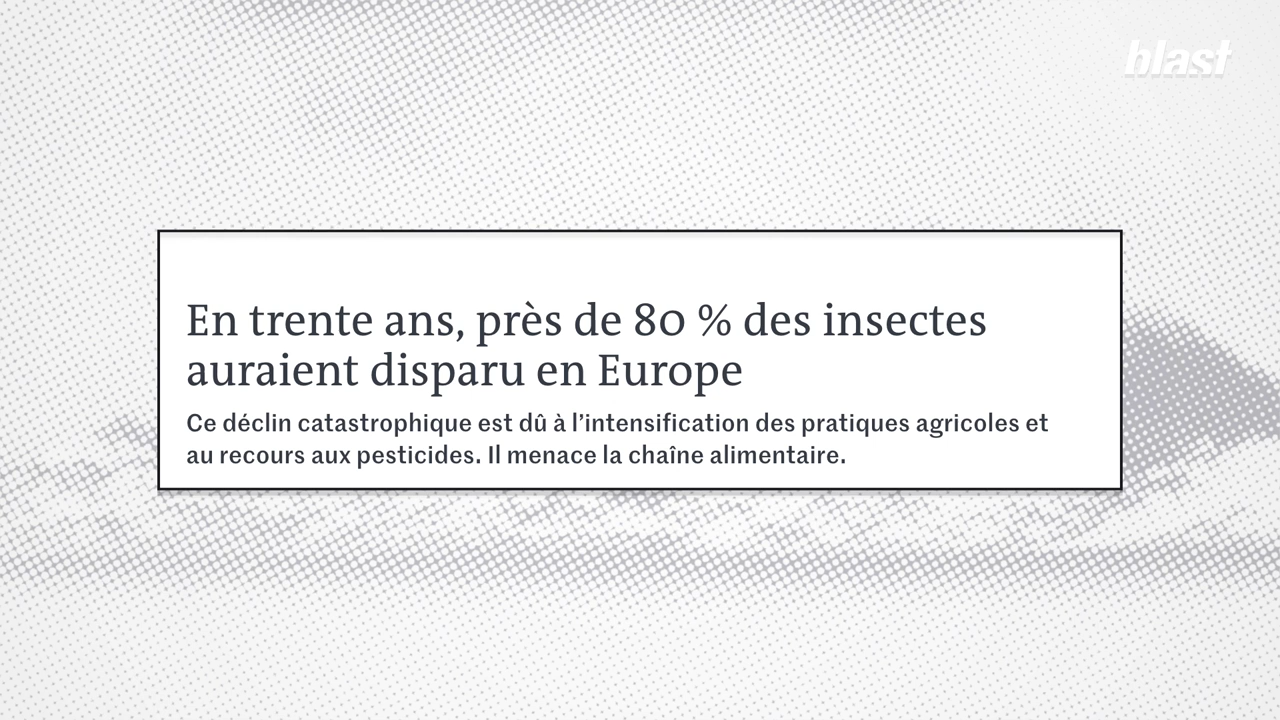 blast
En trente ans, près de 80 % des insectes
auraient disparu en Europe
Ce déclin catastrophique est dû à l’intensification des pratiques agricoles et
au recours aux pesticides. Il menace la chaîne alimentaire.